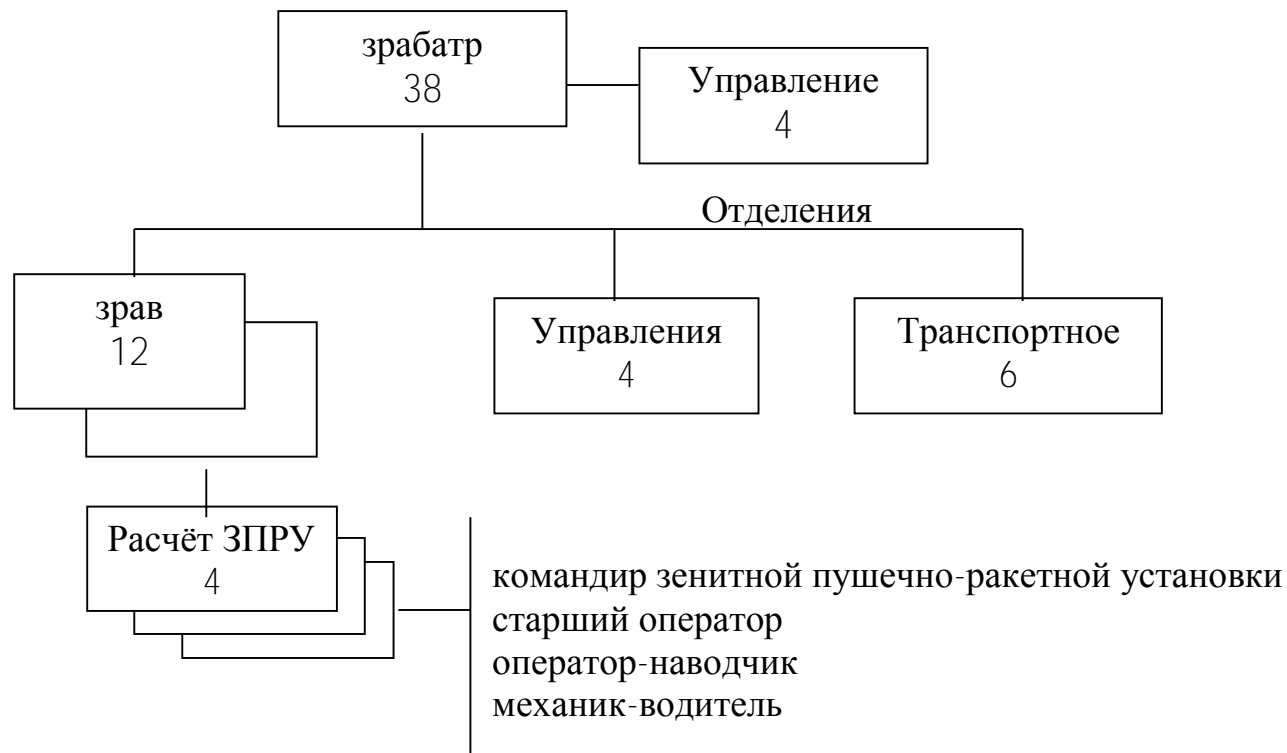 зрабатр
38
Управление
4
Отделения
зрав
12
Управления
4
Транспортное
6
Расчёт ЗПРУ
4
командир зенитной пушечно-ракетной установки
старший оператор
оператор-наводчик
механик-водитель